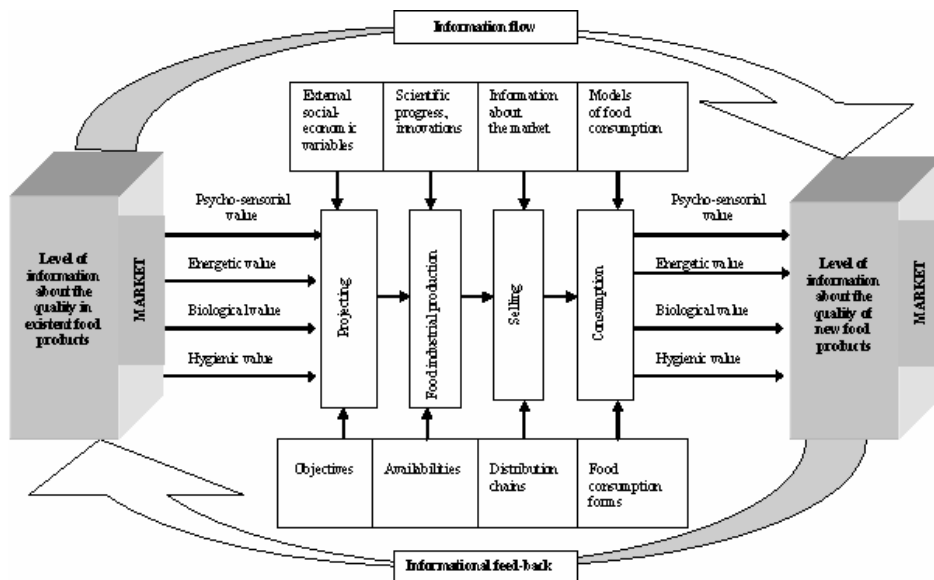 Information flow
External
social-
economic
variables
Scientific
progress,
innovations
Information
about
the market
Models
of food
consumption
Psycho-sensorial
value
Energetic value
Biological value
Hygienic value
Level of
information
about the
quality in
existent food
products
MARKET
Projecting
Food industrial production
Selling
Consumption
Psycho-sensorial
value
Energetic value
Biological value
Hygienic value
Level of
information
about the
quality of
new food
products
MARKET
Objectives
Availabilities
Distribution
chains
Food
consumption
forms
Informational feed-back